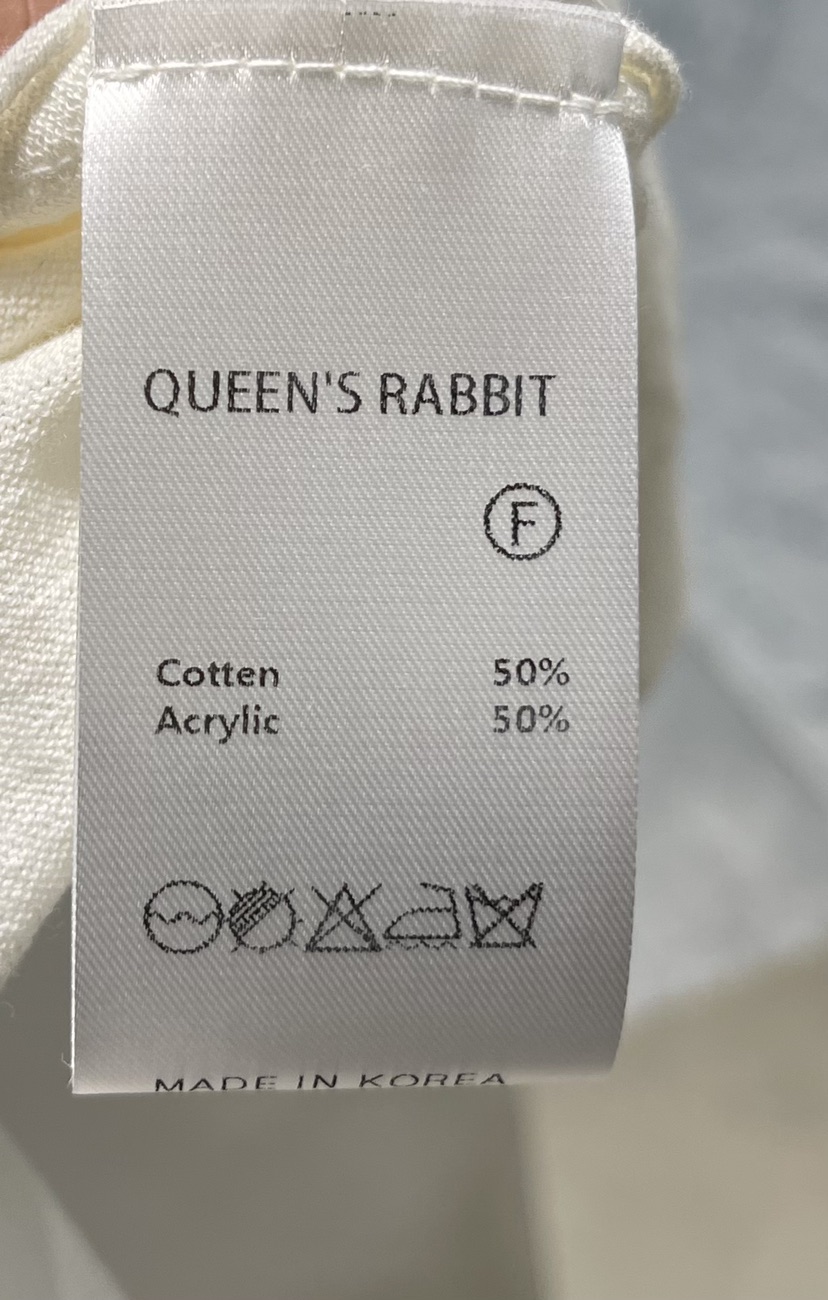 QUEEN'S RABBIT
F
Cotten 50%
Acrylic 50%
MADE IN KOREA